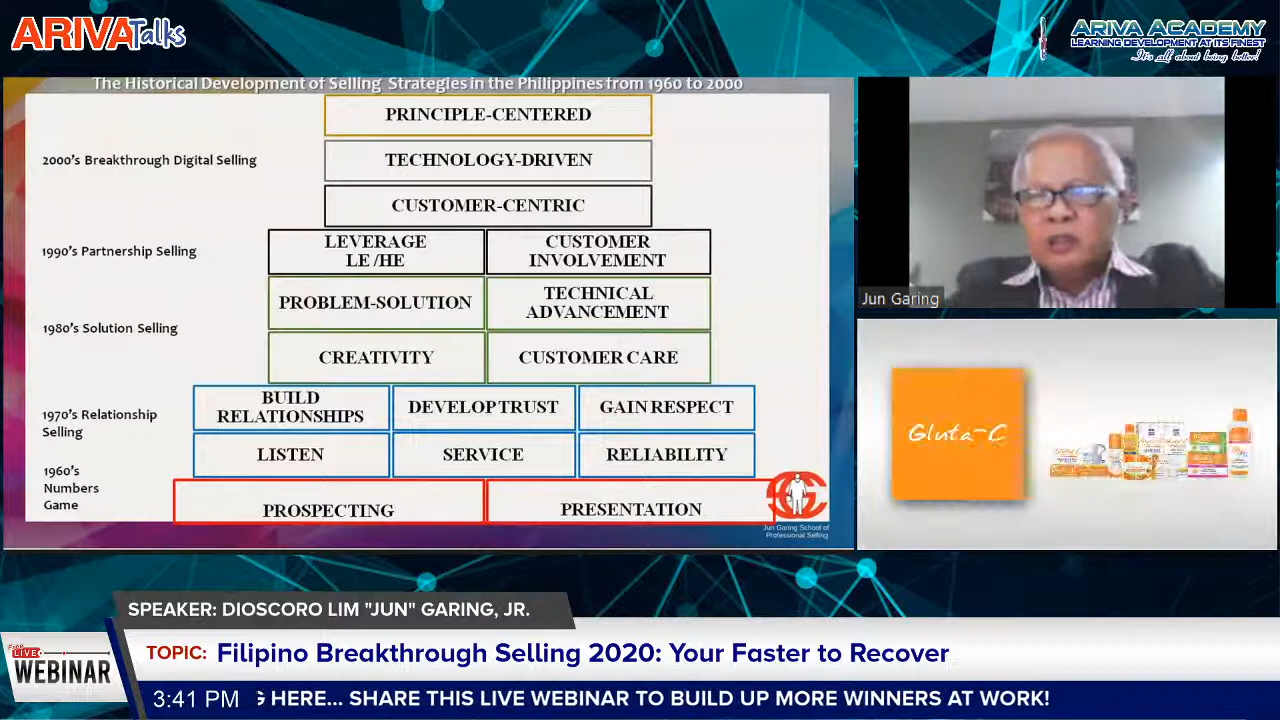 ARIVATalks
ARIVA ACADEMY
LEARNING DEVELOPMENT AT ITS FINEST
It's all about being better!
The Historical Development of Selling Strategies in the Philippines from 1960 to 2000
PRINCIPLE-CENTERED
2000's Breakthrough Digital Selling
TECHNOLOGY-DRIVEN
CUSTOMER-CENTRIC
1990's Partnership Selling
LEVERAGE
LE /HE
CUSTOMER
INVOLVEMENT
PROBLEM-SOLUTION
TECHNICAL
ADVANCEMENT
1980's Solution Selling
CREATIVITY
CUSTOMER CARE
1970's Relationship
Selling
BUILD
RELATIONSHIPS
DEVELOP TRUST
GAIN RESPECT
LISTEN
SERVICE
RELIABILITY
1960's
Numbers
Game
PROSPECTING
PRESENTATION
Jun Garing School of
Professional Selling
Jun Garing
Gluta-C
SPEAKER: DIOSCORO LIM "JUN" GARING, JR.
Free
LIVE
WEBINAR
TOPIC: Filipino Breakthrough Selling 2020: Your Faster to Recover
3:41 PM
G HERE... SHARE THIS LIVE WEBINAR TO BUILD UP MORE WINNERS AT WORK!